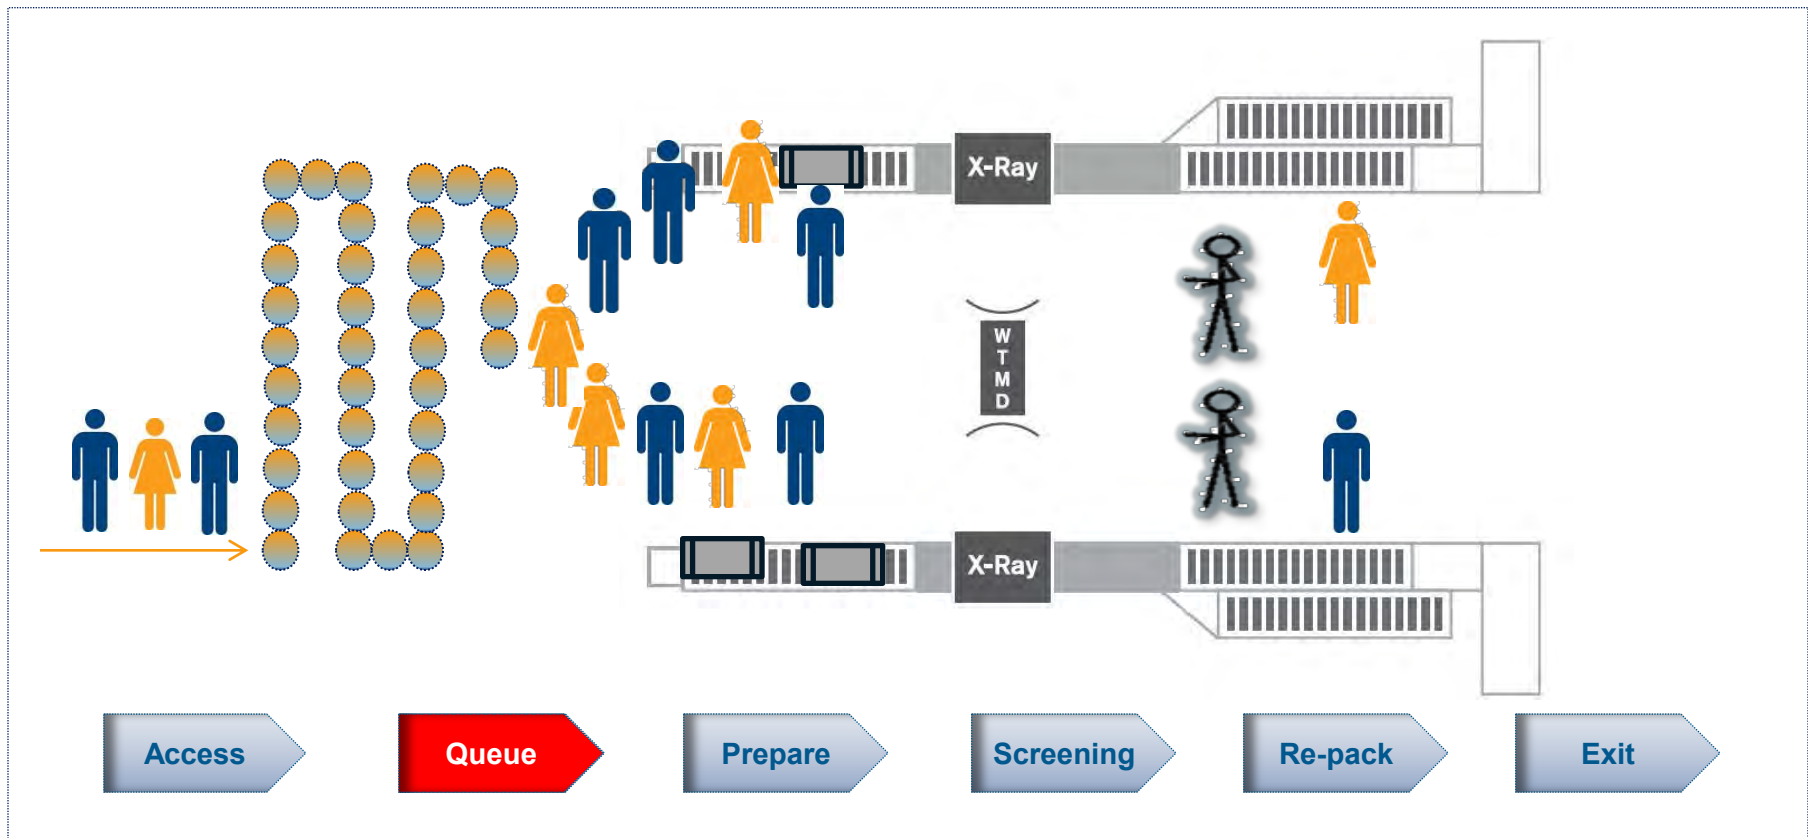 X-Ray
W
T
M
D
X-Ray
Access
Queue
Prepare
Screening
Re-pack
Exit